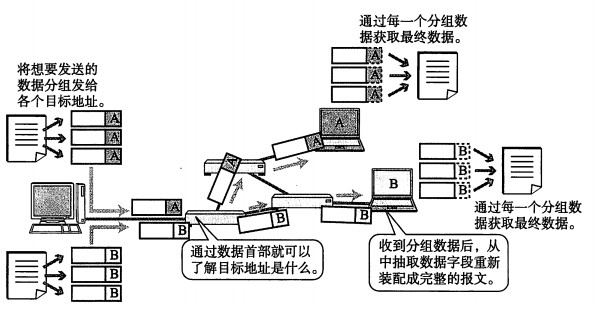 通过每一个分组数
据获取最终数据。
将想要发送的
数据分组发给
各个目标地址。
A
A
A
A
A
A
A
A
A
A
B
B
B
B
B
通过每一个分组数
据获取最终数据。
A
B
B
B
通过数据首部就可以
了解目标地址是什么。
收到分组数据后，从
中抽取数据字段重新
装配成完整的报文。
B
B
B